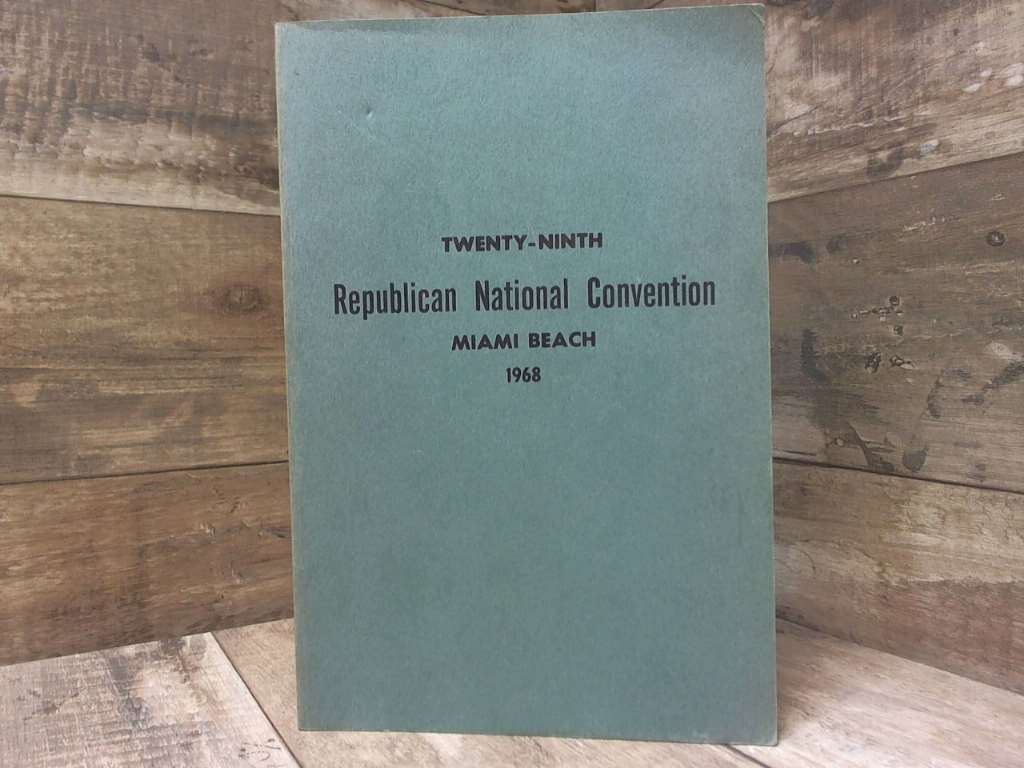 TWENTY-NINTH
Republican National Convention
MIAMI BEACH
1968